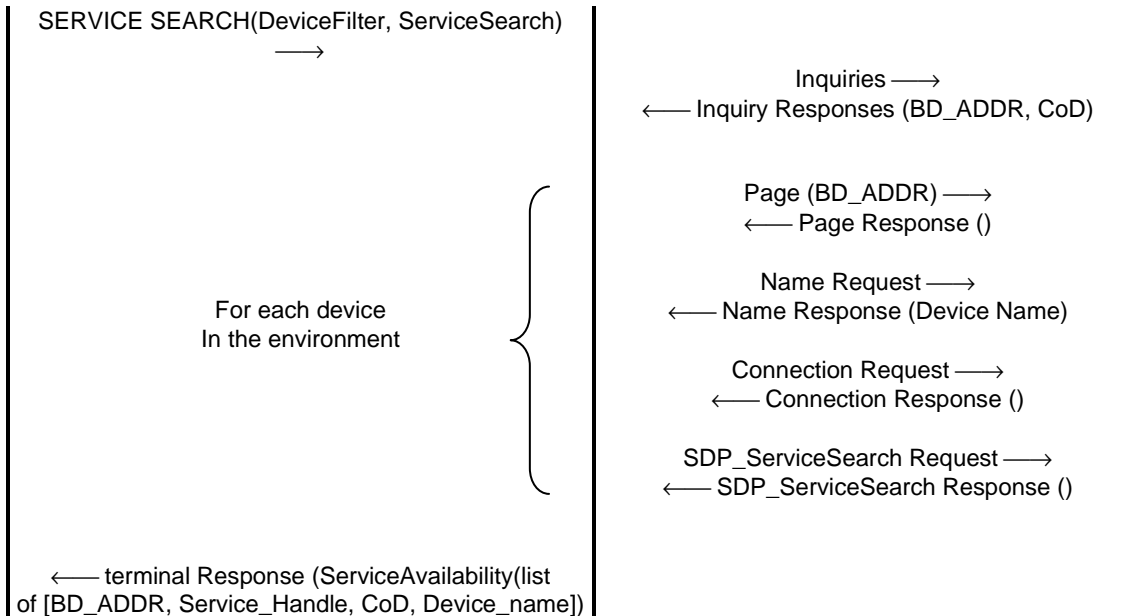 SERVICE SEARCH(DeviceFilter, ServiceSearch)
⟶
Inquiries ⟶
⟵ Inquiry Responses (BD_ADDR, CoD)
Page (BD_ADDR) ⟶
⟵ Page Response ()
Name Request ⟶
⟵ Name Response (Device Name)
For each device
In the environment
Connection Request ⟶
⟵ Connection Response ()
SDP_ServiceSearch Request ⟶
⟵ SDP_ServiceSearch Response ()
⟵ terminal Response (ServiceAvailability(list
of [BD_ADDR, Service_Handle, CoD, Device_name])